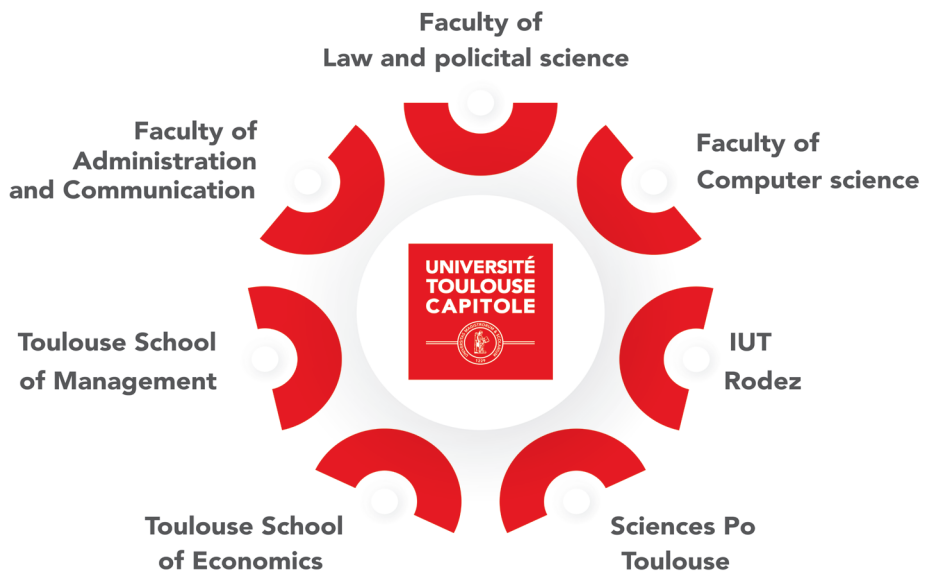 Faculty of
Law and policital science
Faculty of
Computer science
IUT
Rodez
Sciences Po
Toulouse
Toulouse School
of Economics
Toulouse School
of Management
Faculty of
Administration
and Communication
UNIVERSITÉ
TOULOUSE
CAPITOLE